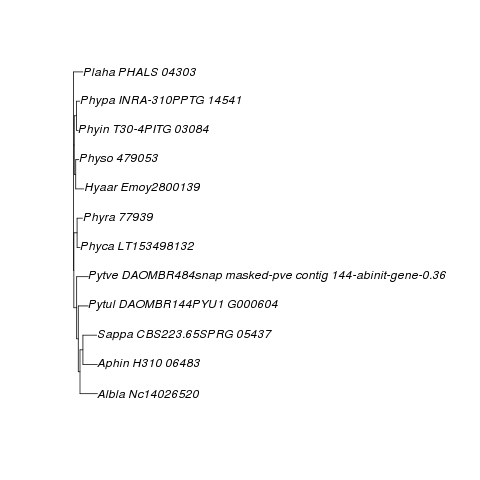 Plaha PHALS 04303
Phypa INRA-310PPTG 14541
Phyin T30-4PITG 03084
Physo 479053
Hyaar Emoy2800139
Phyra 77939
Phyca LT153498132
Pytve DAOMBR484snap masked-pve contig 144-abinit-gene-0.36
Pytul DAOMBR144PYU1 G000604
Sappa CBS223.65SPRG 05437
Aphin H310 06483
Albla Nc14026520